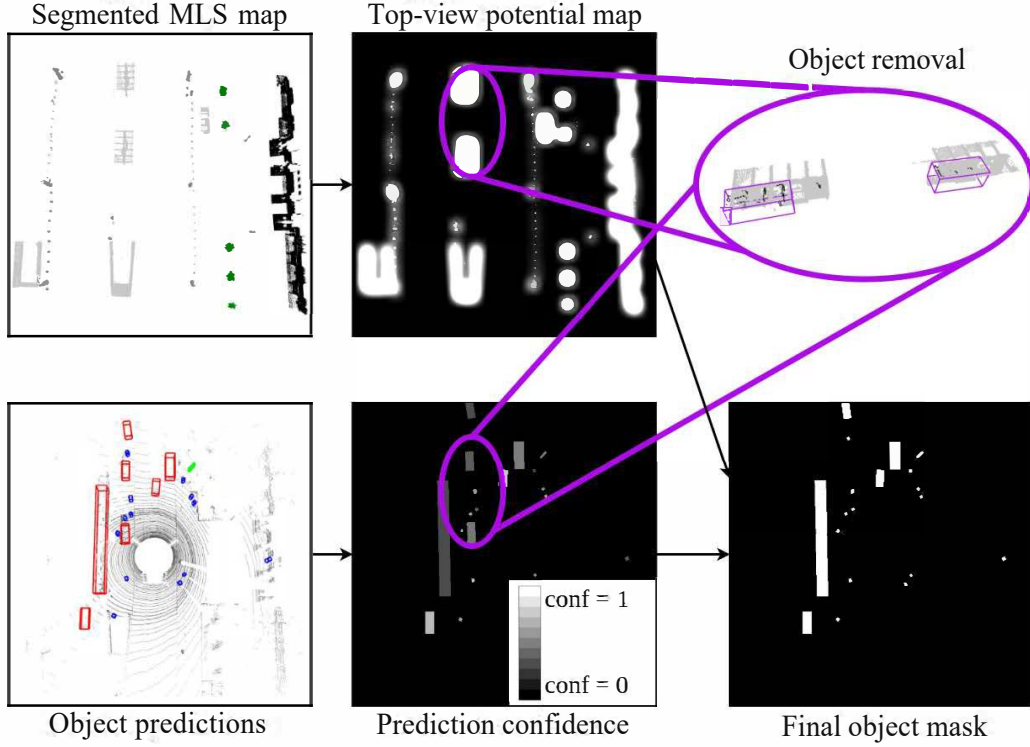 Segmented MLS map
Top-view potential map
Object removal
conf = 1
conf = 0
Object predictions
Prediction confidence
Final object mask